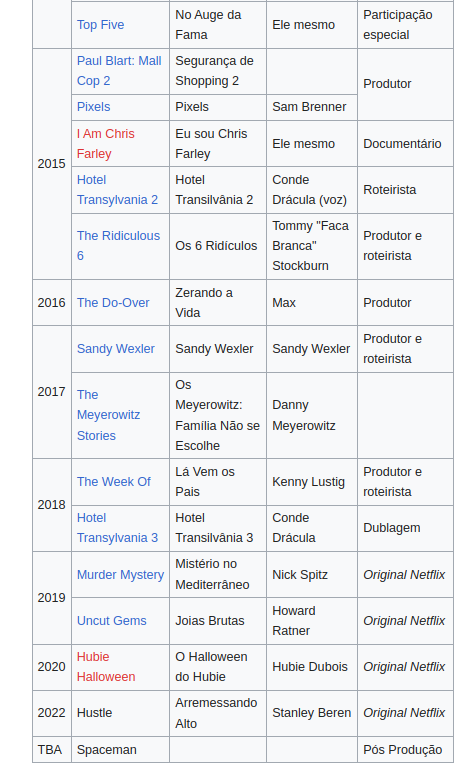 Top Five
No Auge da
Fama
Ele mesmo
Participação
especial
2015
Paul Blart: Mall
Cop 2
Segurança de
Shopping 2
Produtor
Pixels
Pixels
Sam Brenner
I Am Chris
Farley
Eu sou Chris
Farley
Ele mesmo
Documentário
Hotel
Transylvania 2
Hotel
Transilvânia 2
Conde
Drácula (voz)
Roteirista
The Ridiculous
6
Os 6 Ridículos
Tommy "Faca
Branca"
Stockburn
Produtor e
roteirista
2016
The Do-Over
Zerando a
Vida
Max
Produtor
2017
Sandy Wexler
Sandy Wexler
Sandy Wexler
Produtor e
roteirista
The
Meyerowitz
Stories
Os
Meyerowitz:
Família Não se
Escolhe
Danny
Meyerowitz
2018
The Week Of
Lá Vem os
Pais
Kenny Lustig
Produtor e
roteirista
Hotel
Transylvania 3
Hotel
Transilvânia 3
Conde
Drácula
Dublagem
2019
Murder Mystery
Mistério no
Mediterrâneo
Nick Spitz
Original Netflix
Uncut Gems
Joias Brutas
Howard
Ratner
Original Netflix
2020
Hubie
Halloween
O Halloween
do Hubie
Hubie Dubois
Original Netflix
2022
Hustle
Arremessando
Alto
Stanley Beren
Original Netflix
TBA
Spaceman
Pós Produção